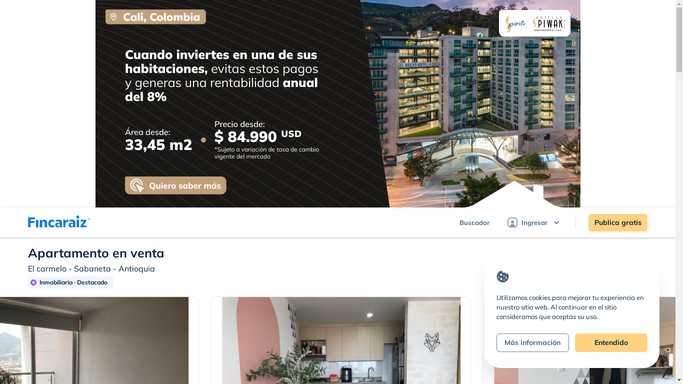 Cali, Colombia
Cuando inviertes en una de sus
habitaciones, evitas estos pagos
y generas una rentabilidad anual
del 8%
Área desde:
33,45 m2
Precio desde:
$ 84.990 USD
*Sujeto a variación de tasa de cambio
vigente del mercado
Quiero saber más
PIWAK
Fincaraiz
Buscador
Ingresar
Publica gratis
Apartamento en venta
El carmelo - Sabaneta - Antioquia
Inmobiliaria · Destacado
Utilizamos cookies para mejorar tu experiencia en
nuestro sitio web. Al continuar en el sitio
consideramos que aceptas su uso.
Más información
Entendido